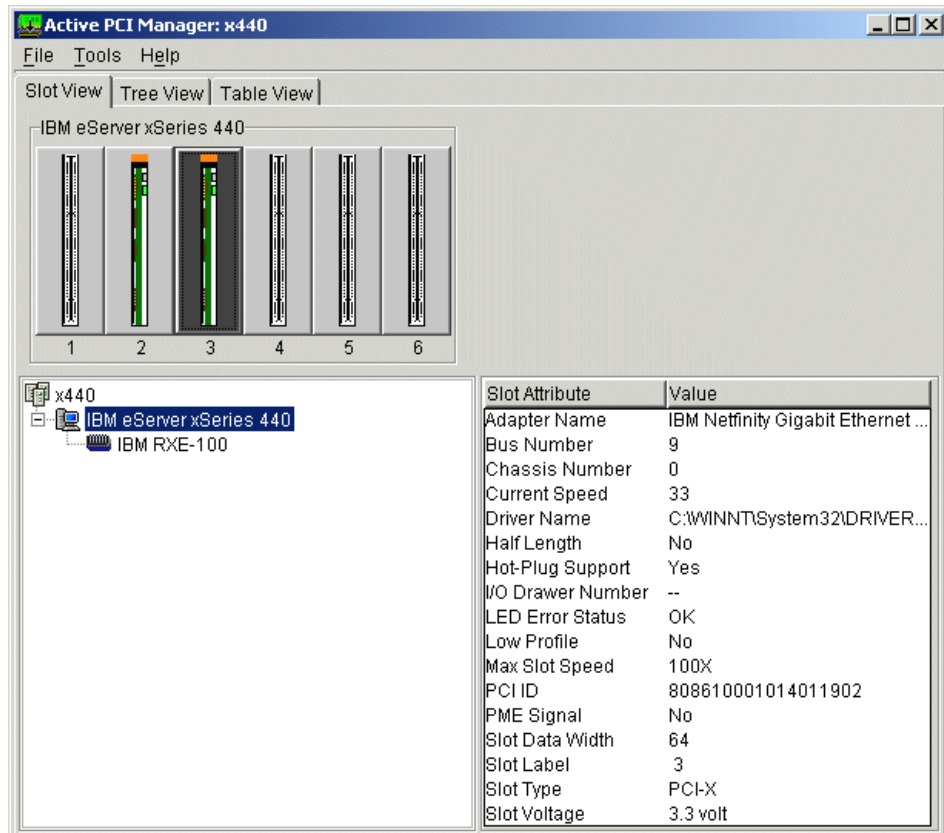 Active PCI Manager: x440
File Tools Help
Slot View Tree View Table View
IBM eServer xSeries 440
1 2 3 4 5 6
x440
IBM eServer xSeries 440
IBM RXE-100
Slot Attribute Value
Adapter Name IBM Netfinity Gigabit Ethernet ...
Bus Number 9
Chassis Number 0
Current Speed 33
Driver Name C:\WINNT\System32\DRIVER...
Half Length No
Hot-Plug Support Yes
I/O Drawer Number --
LED Error Status OK
Low Profile No
Max Slot Speed 100X
PCI ID 808610001014011902
PME Signal No
Slot Data Width 64
Slot Label 3
Slot Type PCI-X
Slot Voltage 3.3 volt